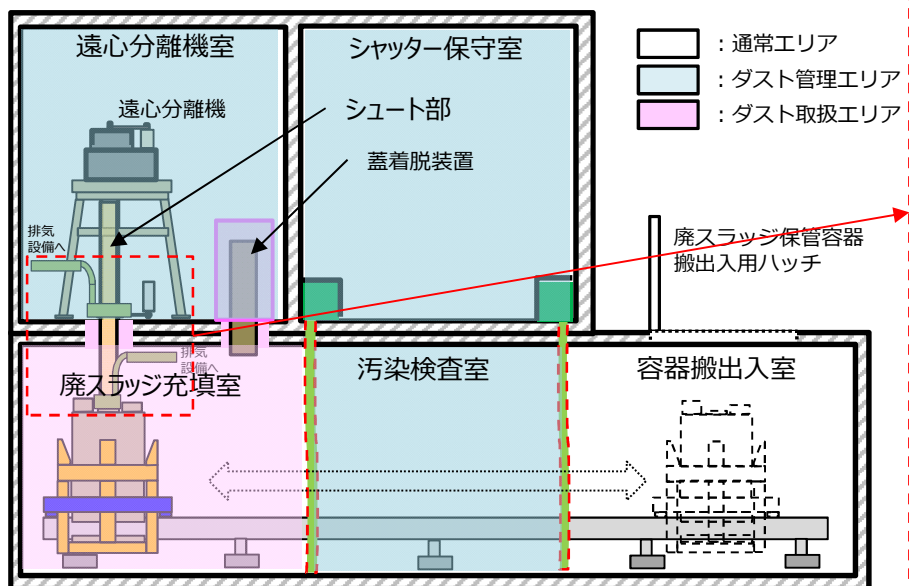 遠心分離機室
シャッター保守室
：通常エリア
：ダスト管理エリア
：ダスト取扱エリア
遠心分離機
シュート部
蓋着脱装置
排気
設備へ
廃スラッジ保管容器
搬出入用ハッチ
排気
設備へ
廃スラッジ充填室
汚染検査室
容器搬出入室